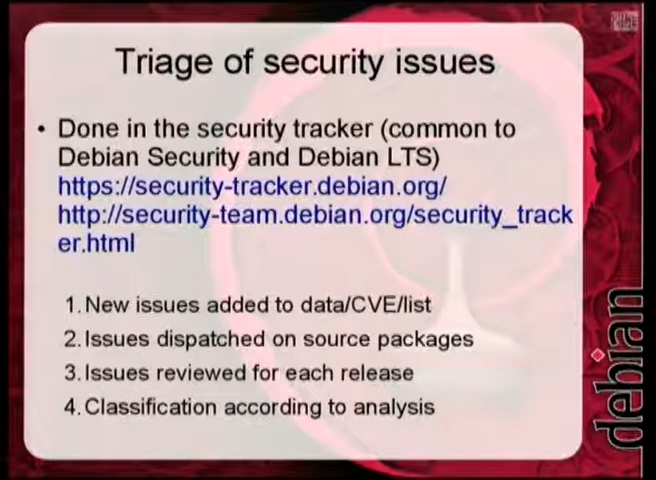 Triage of security issues
• Done in the security tracker (common to
Debian Security and Debian LTS)
https://security-tracker.debian.org/
http://security-team.debian.org/security_track
er.html
1. New issues added to data/CVE/list
2. Issues dispatched on source packages
3. Issues reviewed for each release
4. Classification according to analysis
debian